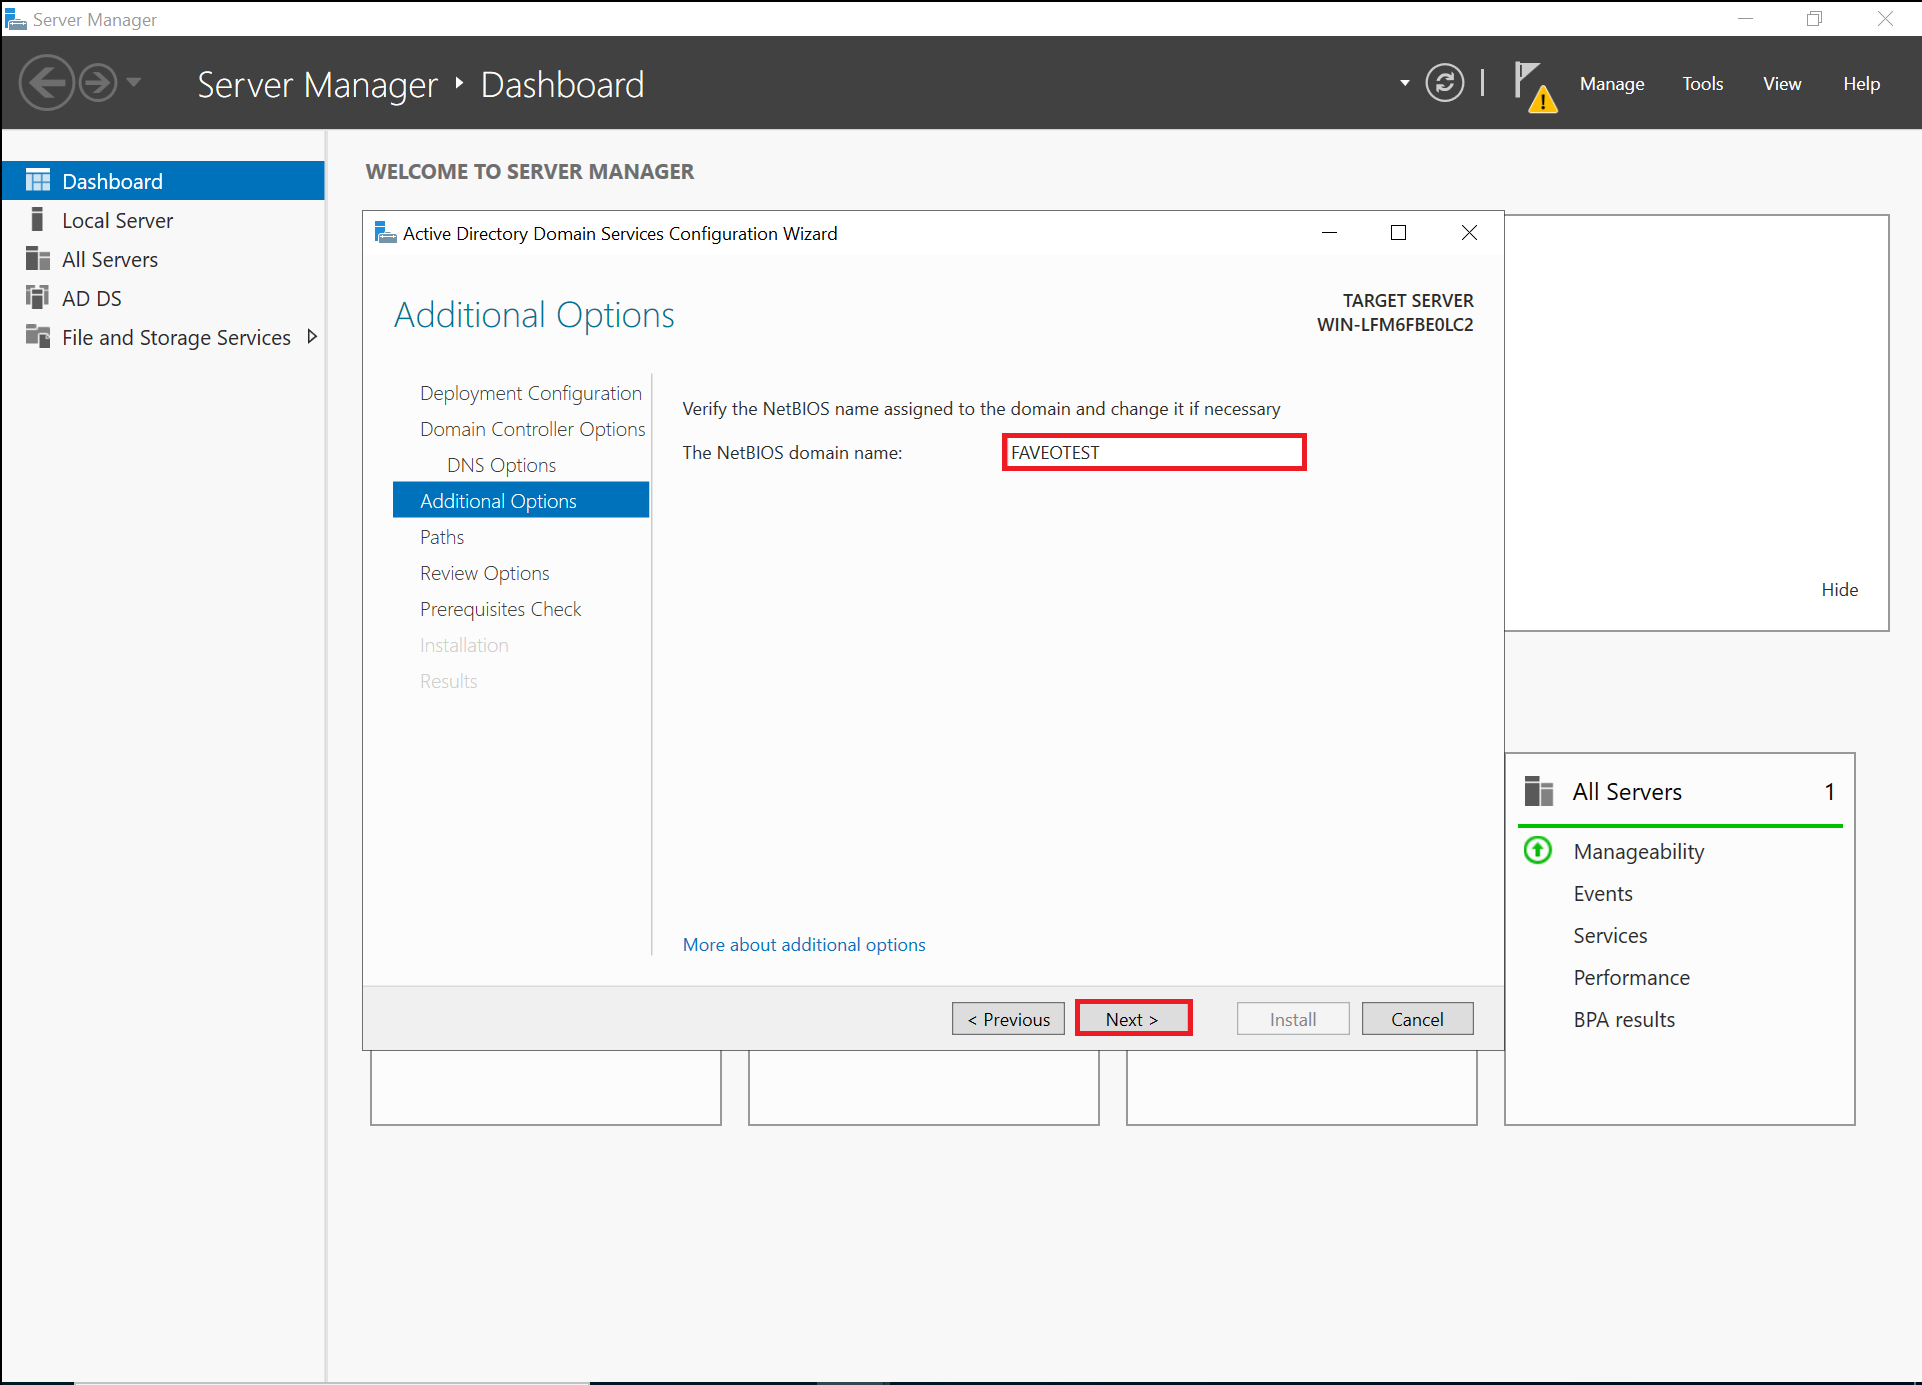 Server Manager
Server Manager ‣ Dashboard
Manage Tools View Help
Dashboard
Local Server
All Servers
AD DS
File and Storage Services
WELCOME TO SERVER MANAGER
Active Directory Domain Services Configuration Wizard
Additional Options
TARGET SERVER
WIN-LFM6FBE0LC2
Deployment Configuration
Domain Controller Options
DNS Options
Additional Options
Paths
Review Options
Prerequisites Check
Installation
Results
Verify the NetBIOS name assigned to the domain and change it if necessary
The NetBIOS domain name: FAVEOTEST
More about additional options
< Previous Next > Install Cancel
Hide
All Servers 1
Manageability
Events
Services
Performance
BPA results